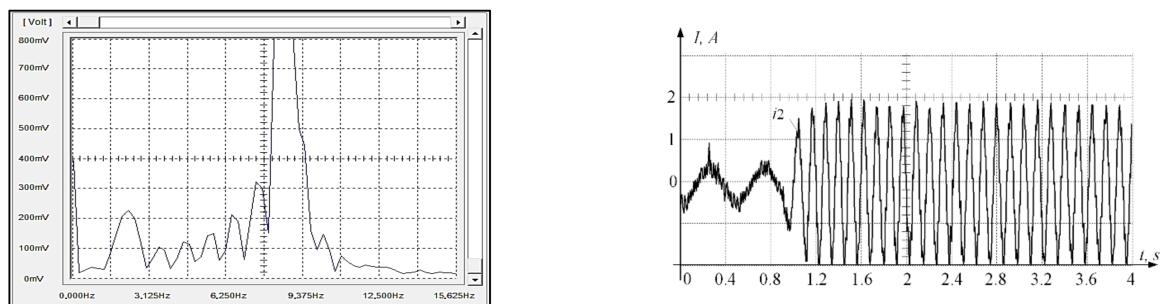 [ Volt ]
800mV
700mV
600mV
500mV
400mV
300mV
200mV
100mV
0mV
0,000Hz 3,125Hz 6,250Hz 9,375Hz 12,500Hz 15,625Hz
I, A
2
1
0
i2
0 0.4 0.8 1.2 1.6 2 2.4 2.8 3.2 3.6 4
t, s